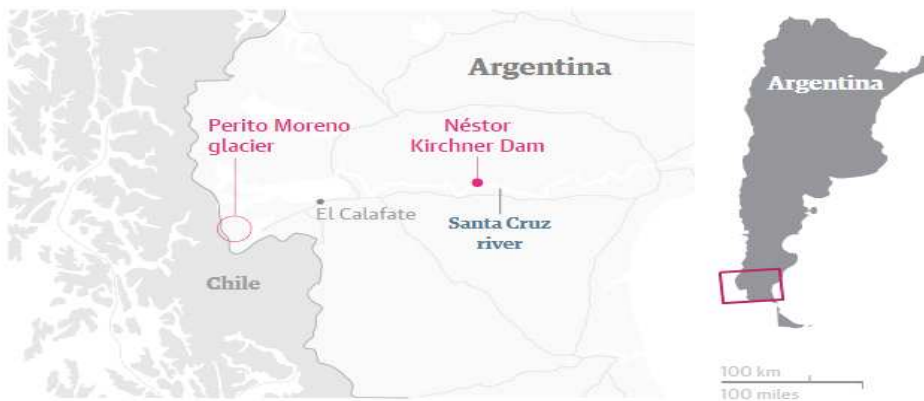 Argentina
Perito Moreno
glacier
Néstor
Kirchner Dam
El Calafate
Santa Cruz
river
Chile
Argentina
100 km
100 miles